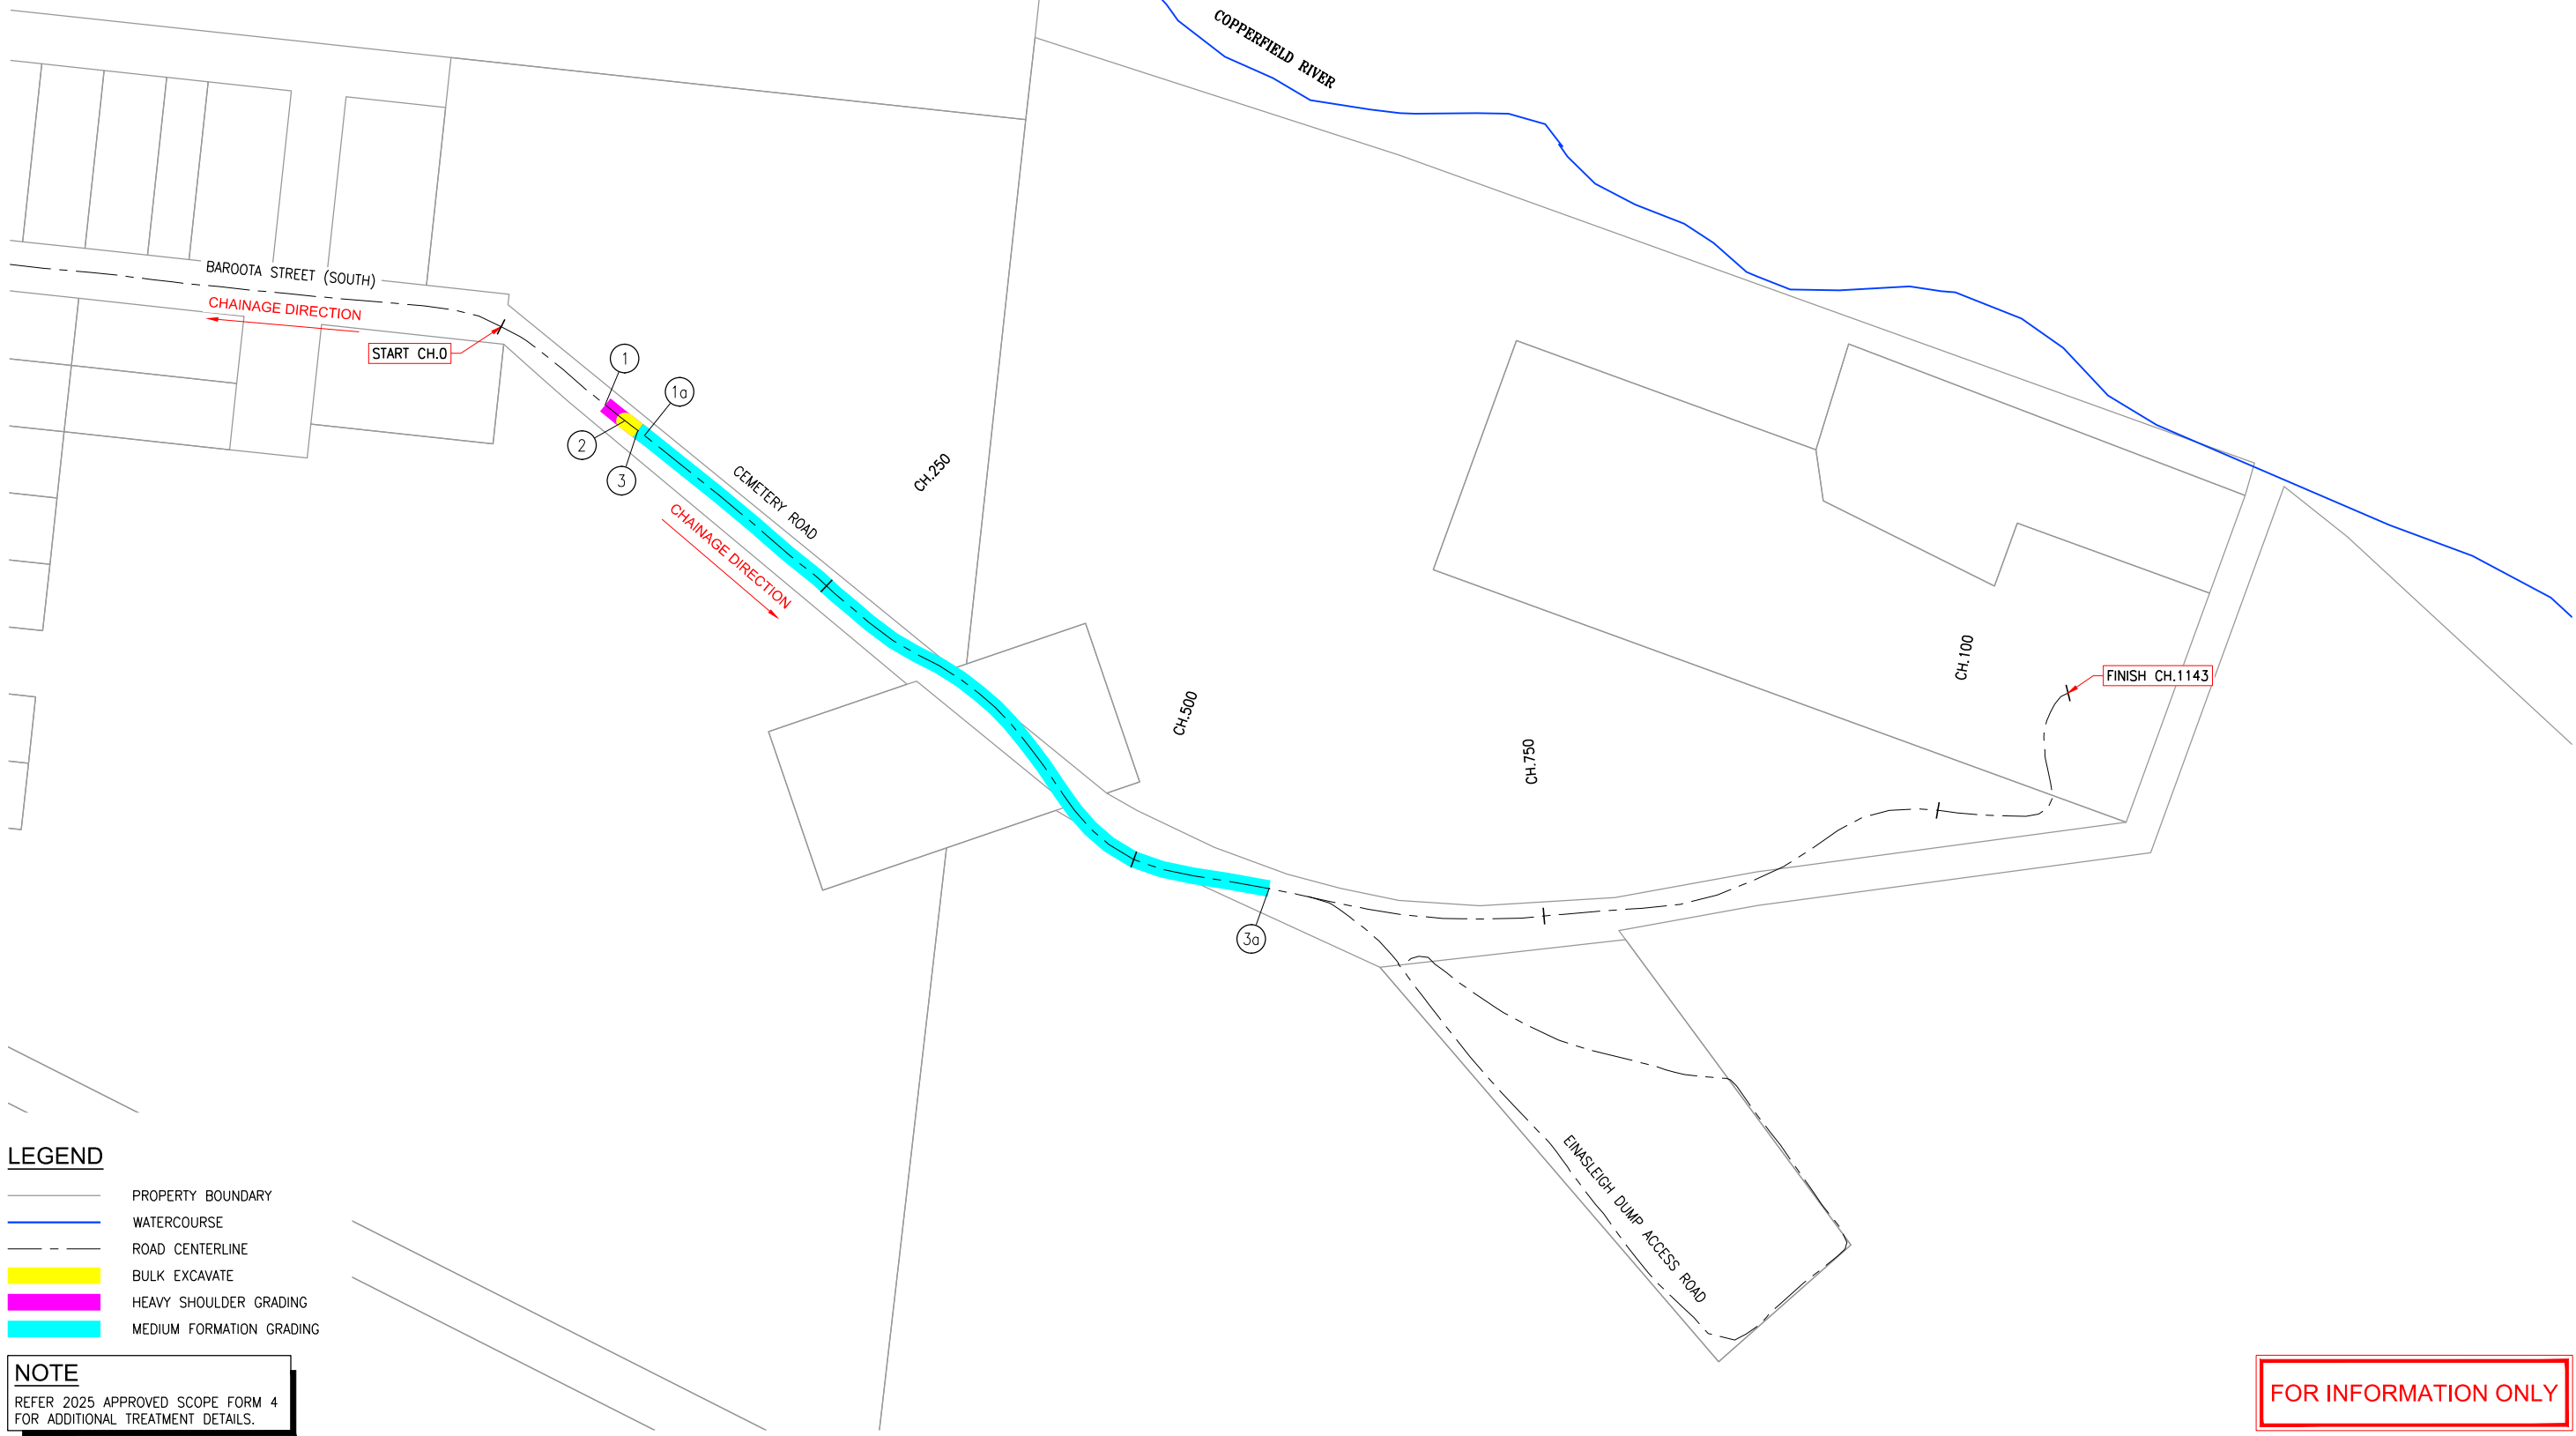 COPPERFIELD RIVER
BAROOTA STREET (SOUTH)
CHAINAGE DIRECTION
START CH.0
1
1a
2
3
CEMETERY ROAD
CH.250
CHAINAGE DIRECTION
CH.500
CH.750
CH.100
FINISH CH.1143
3a
EINASLEIGH DUMP ACCESS ROAD
LEGEND
PROPERTY BOUNDARY
WATERCOURSE
ROAD CENTERLINE
BULK EXCAVATE
HEAVY SHOULDER GRADING
MEDIUM FORMATION GRADING
NOTE
REFER 2025 APPROVED SCOPE FORM 4
FOR ADDITIONAL TREATMENT DETAILS.
FOR INFORMATION ONLY